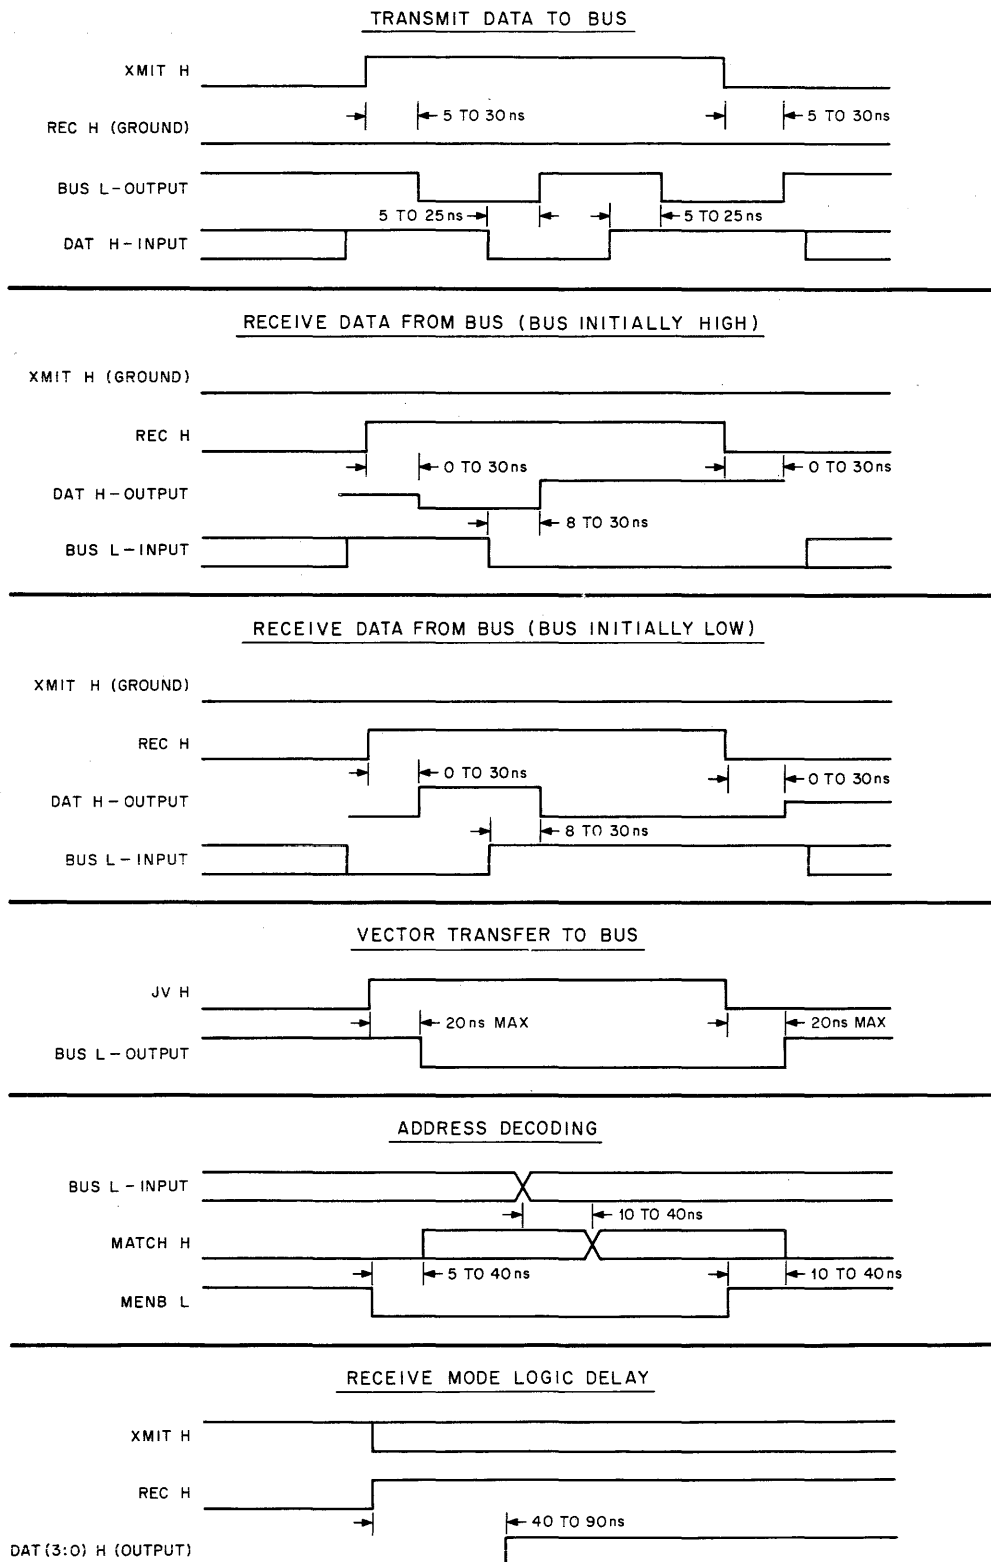 TRANSMIT DATA TO BUS
XMIT H
REC H (GROUND)
5 TO 30ns
5 TO 30ns
BUS L-OUTPUT
5 TO 25ns
5 TO 25ns
DAT H-INPUT
RECEIVE DATA FROM BUS (BUS INITIALLY HIGH)
XMIT H (GROUND)
REC H
0 TO 30ns
0 TO 30ns
DAT H-OUTPUT
8 TO 30ns
BUS L-INPUT
RECEIVE DATA FROM BUS (BUS INITIALLY LOW)
XMIT H (GROUND)
REC H
0 TO 30ns
0 TO 30ns
DAT H-OUTPUT
8 TO 30ns
BUS L-INPUT
VECTOR TRANSFER TO BUS
JV H
20ns MAX
20ns MAX
BUS L-OUTPUT
ADDRESS DECODING
BUS L-INPUT
10 TO 40ns
MATCH H
5 TO 40ns
10 TO 40ns
MENB L
RECEIVE MODE LOGIC DELAY
XMIT H
REC H
40 TO 90ns
DAT (3:0) H (OUTPUT)